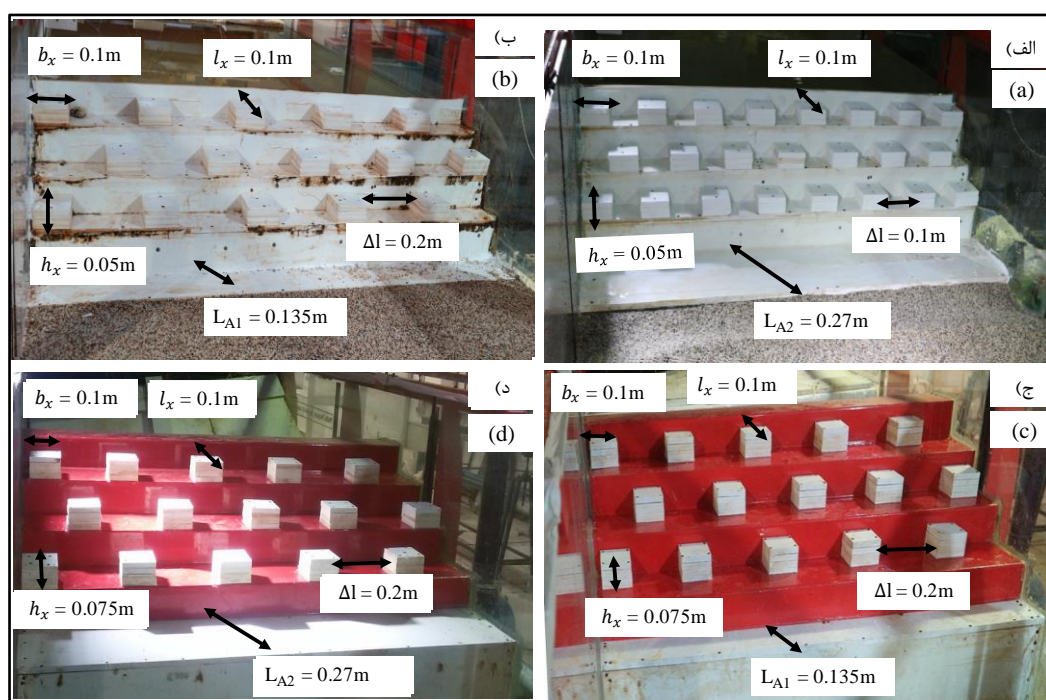 الف)
(a)
b_x = 0.1m
l_x = 0.1m
h_x = 0.05m
Δl = 0.1m
L_A2 = 0.27m
ب)
(b)
b_x = 0.1m
l_x = 0.1m
h_x = 0.05m
Δl = 0.2m
L_A1 = 0.135m
ج)
(c)
b_x = 0.1m
l_x = 0.1m
h_x = 0.075m
Δl = 0.2m
L_A1 = 0.135m
د)
(d)
b_x = 0.1m
l_x = 0.1m
h_x = 0.075m
Δl = 0.2m
L_A2 = 0.27m